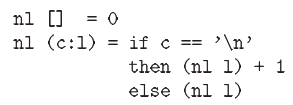 nl []  = 0
nl (c:l) = if c == ’\n’
           then (nl l) + 1
           else (nl l)